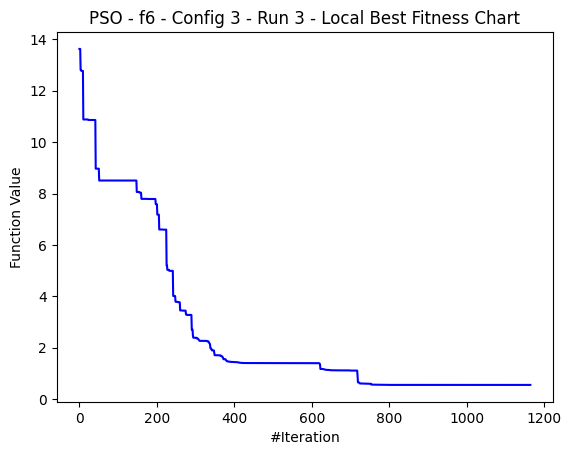 PSO - f6 - Config 3 - Run 3 - Local Best Fitness Chart
14
12
10
8
6
4
2
0
Function Value
0 200 400 600 800 1000 1200
#Iteration